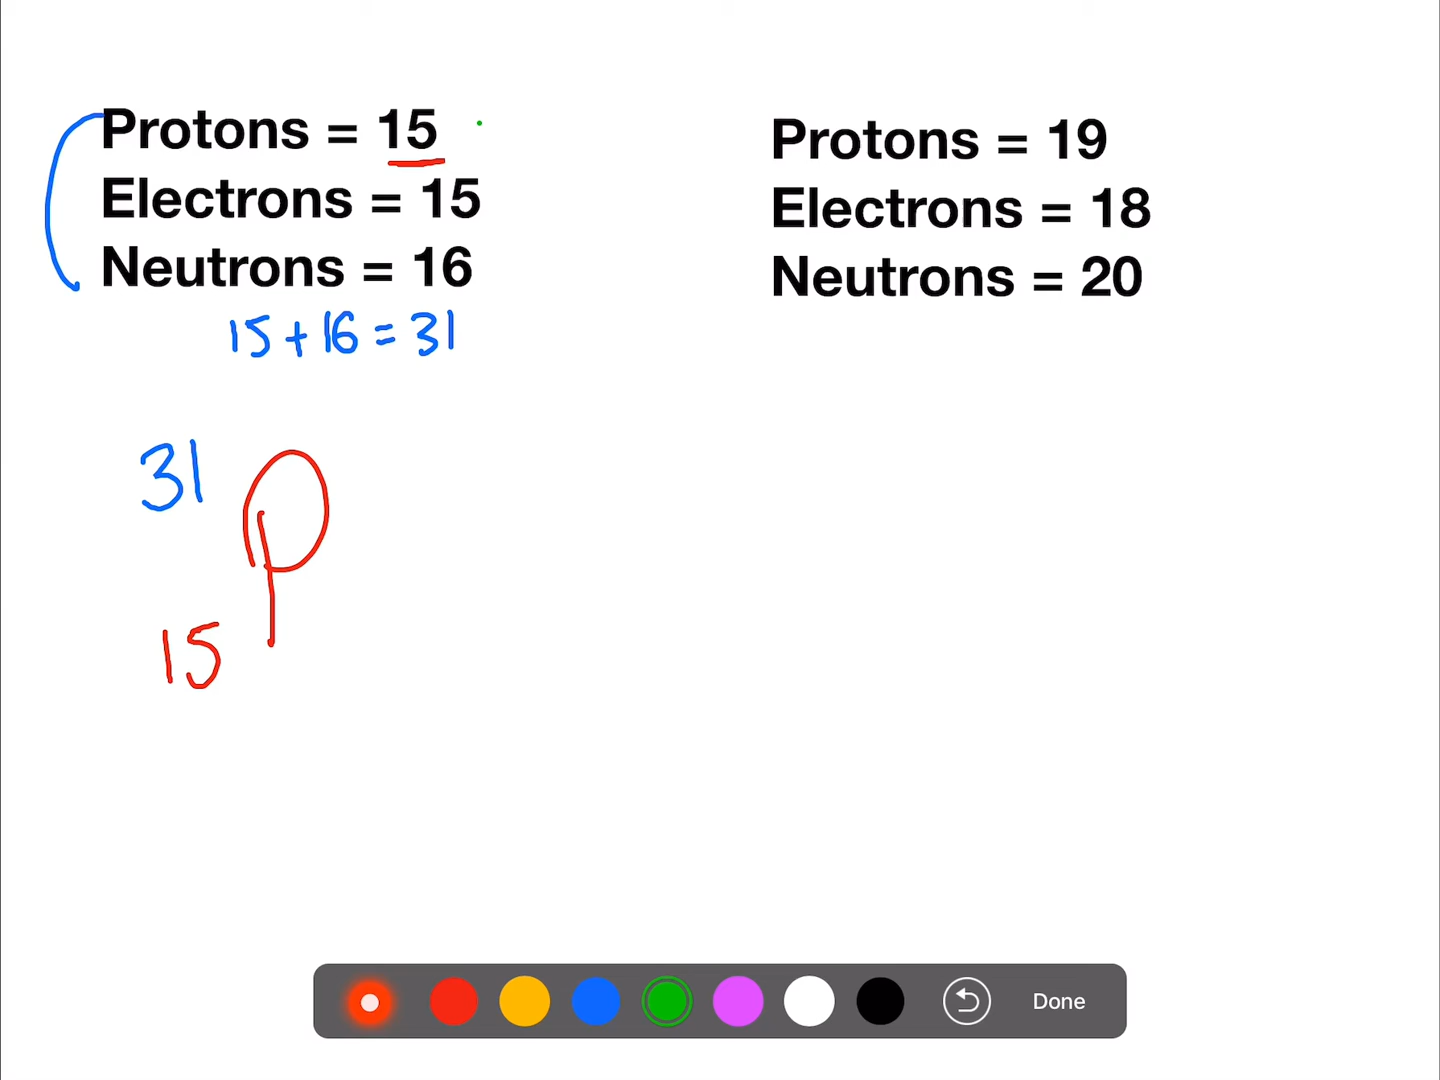 Protons = 15
Electrons = 15
Neutrons = 16
15 + 16 = 31
31
P
15
Protons = 19
Electrons = 18
Neutrons = 20
Done